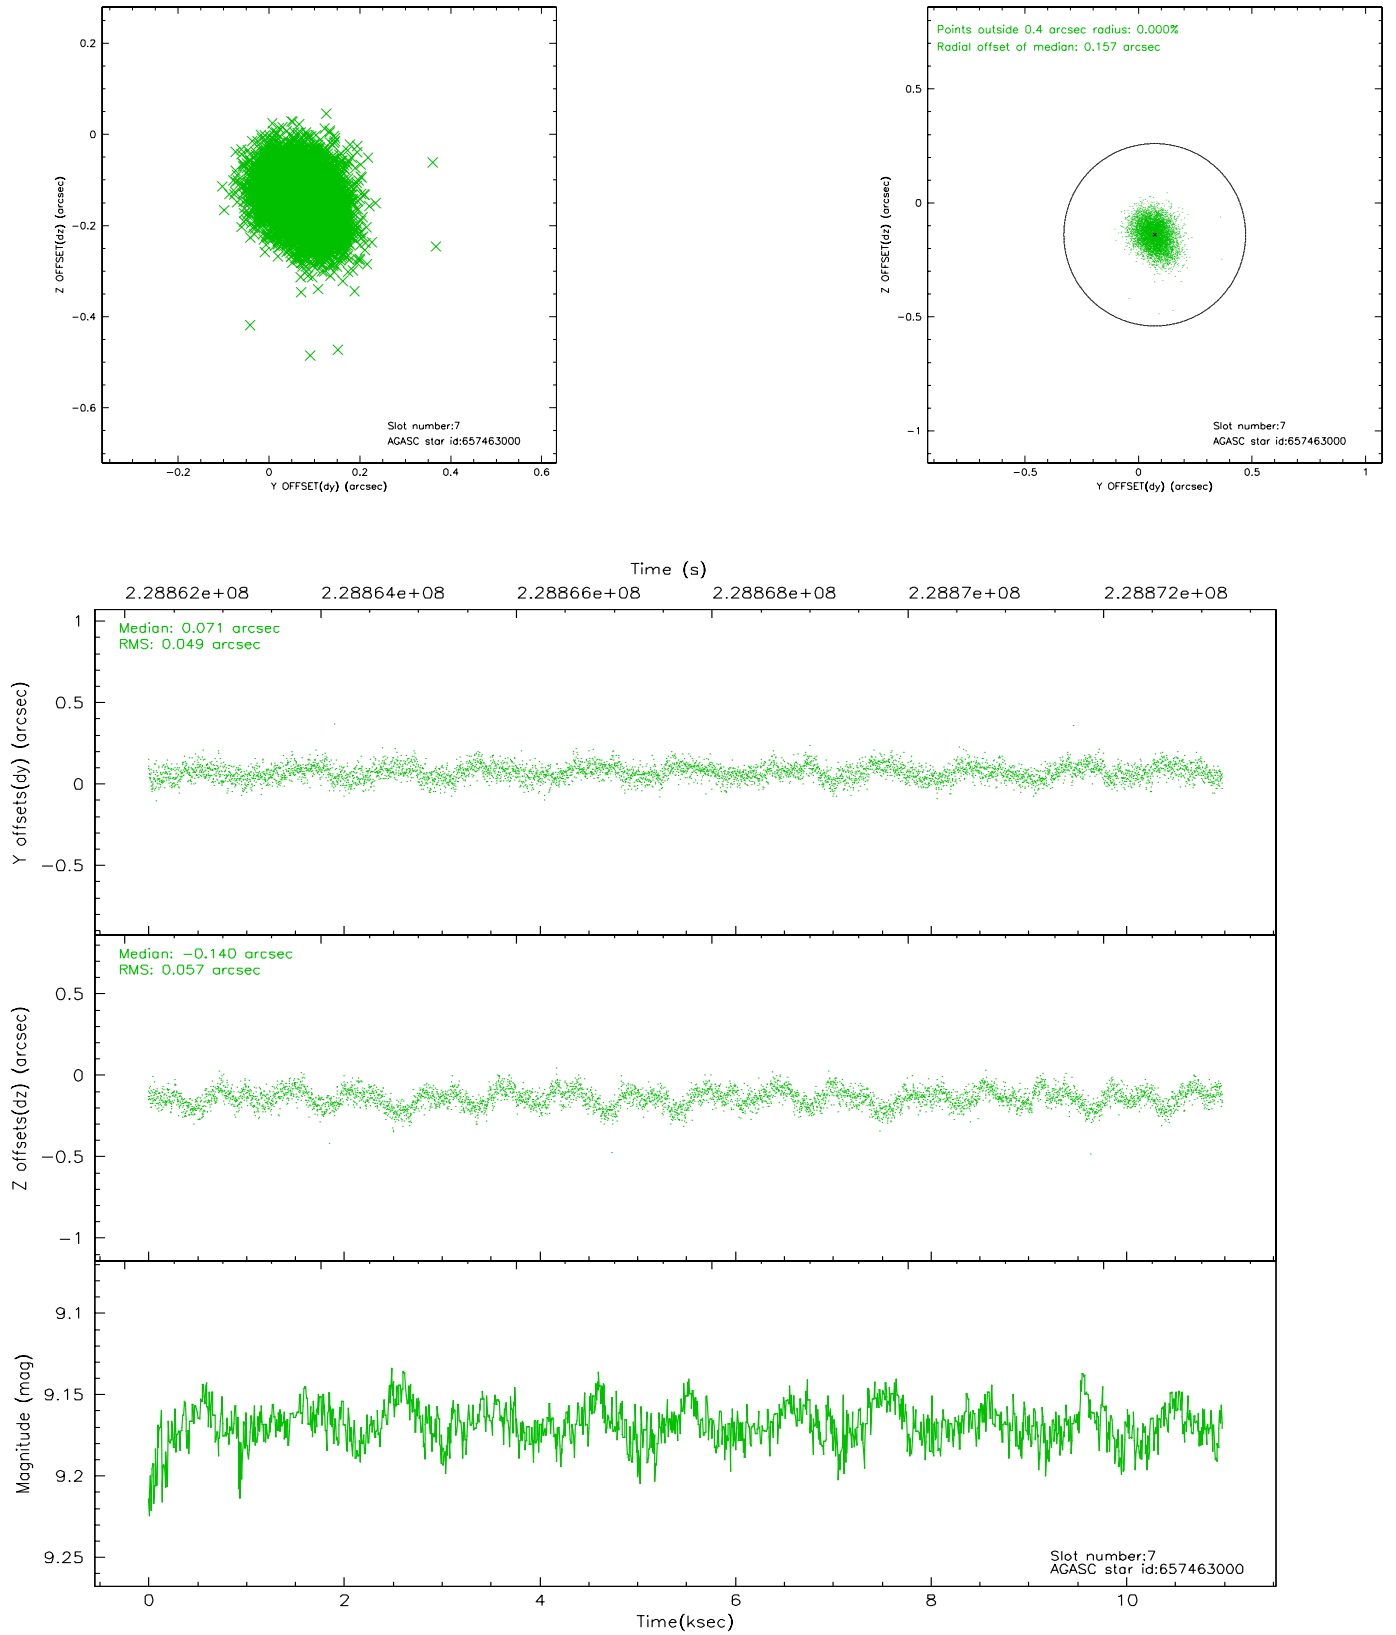 0.2
0
−0.2
−0.4
−0.6
Z OFFSET(dz) (arcsec)
Slot number:7
AGASC star id:657463000
−0.2 0 0.2 0.4 0.6
Y OFFSET(dy) (arcsec)
Points outside 0.4 arcsec radius: 0.000%
Radial offset of median: 0.157 arcsec
0.5
0
−0.5
−1
Z OFFSET(dz) (arcsec)
Slot number:7
AGASC star id:657463000
−0.5 0 0.5 1
Y OFFSET(dy) (arcsec)
Time (s)
2.28862e+08 2.28864e+08 2.28866e+08 2.28868e+08 2.2887e+08 2.28872e+08
Median: 0.071 arcsec
RMS: 0.049 arcsec
1
0.5
0
−0.5
Y offsets(dy) (arcsec)
Median: −0.140 arcsec
RMS: 0.057 arcsec
0.5
0
−0.5
−1
Z offsets(dz) (arcsec)
9.1
9.15
9.2
9.25
Magnitude (mag)
Slot number:7
AGASC star id:657463000
0 2 4 6 8 10
Time(ksec)